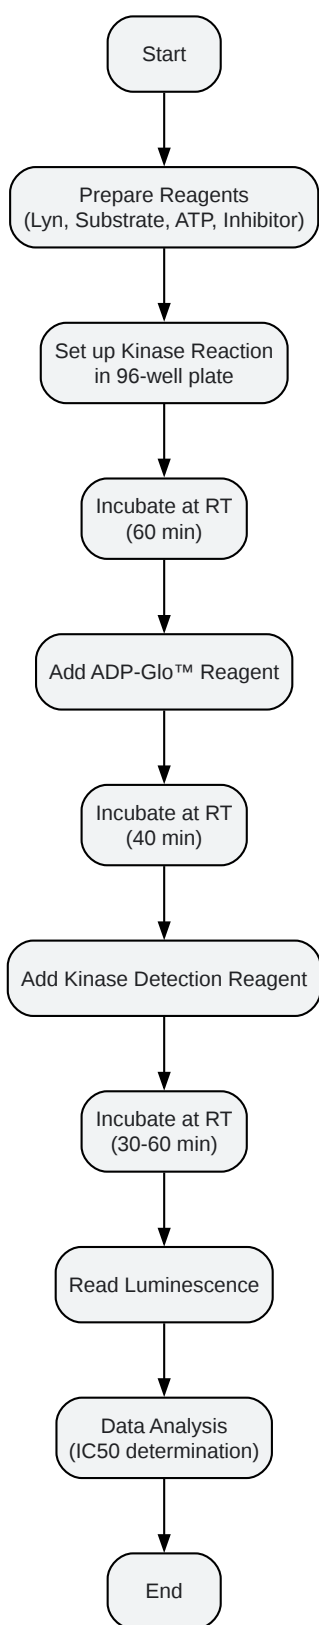 Start
Prepare Reagents
(Lyn, Substrate, ATP, Inhibitor)
Set up Kinase Reaction
in 96-well plate
Incubate at RT
(60 min)
Add ADP-Glo™ Reagent
Incubate at RT
(40 min)
Add Kinase Detection Reagent
Incubate at RT
(30-60 min)
Read Luminescence
Data Analysis
(IC50 determination)
End